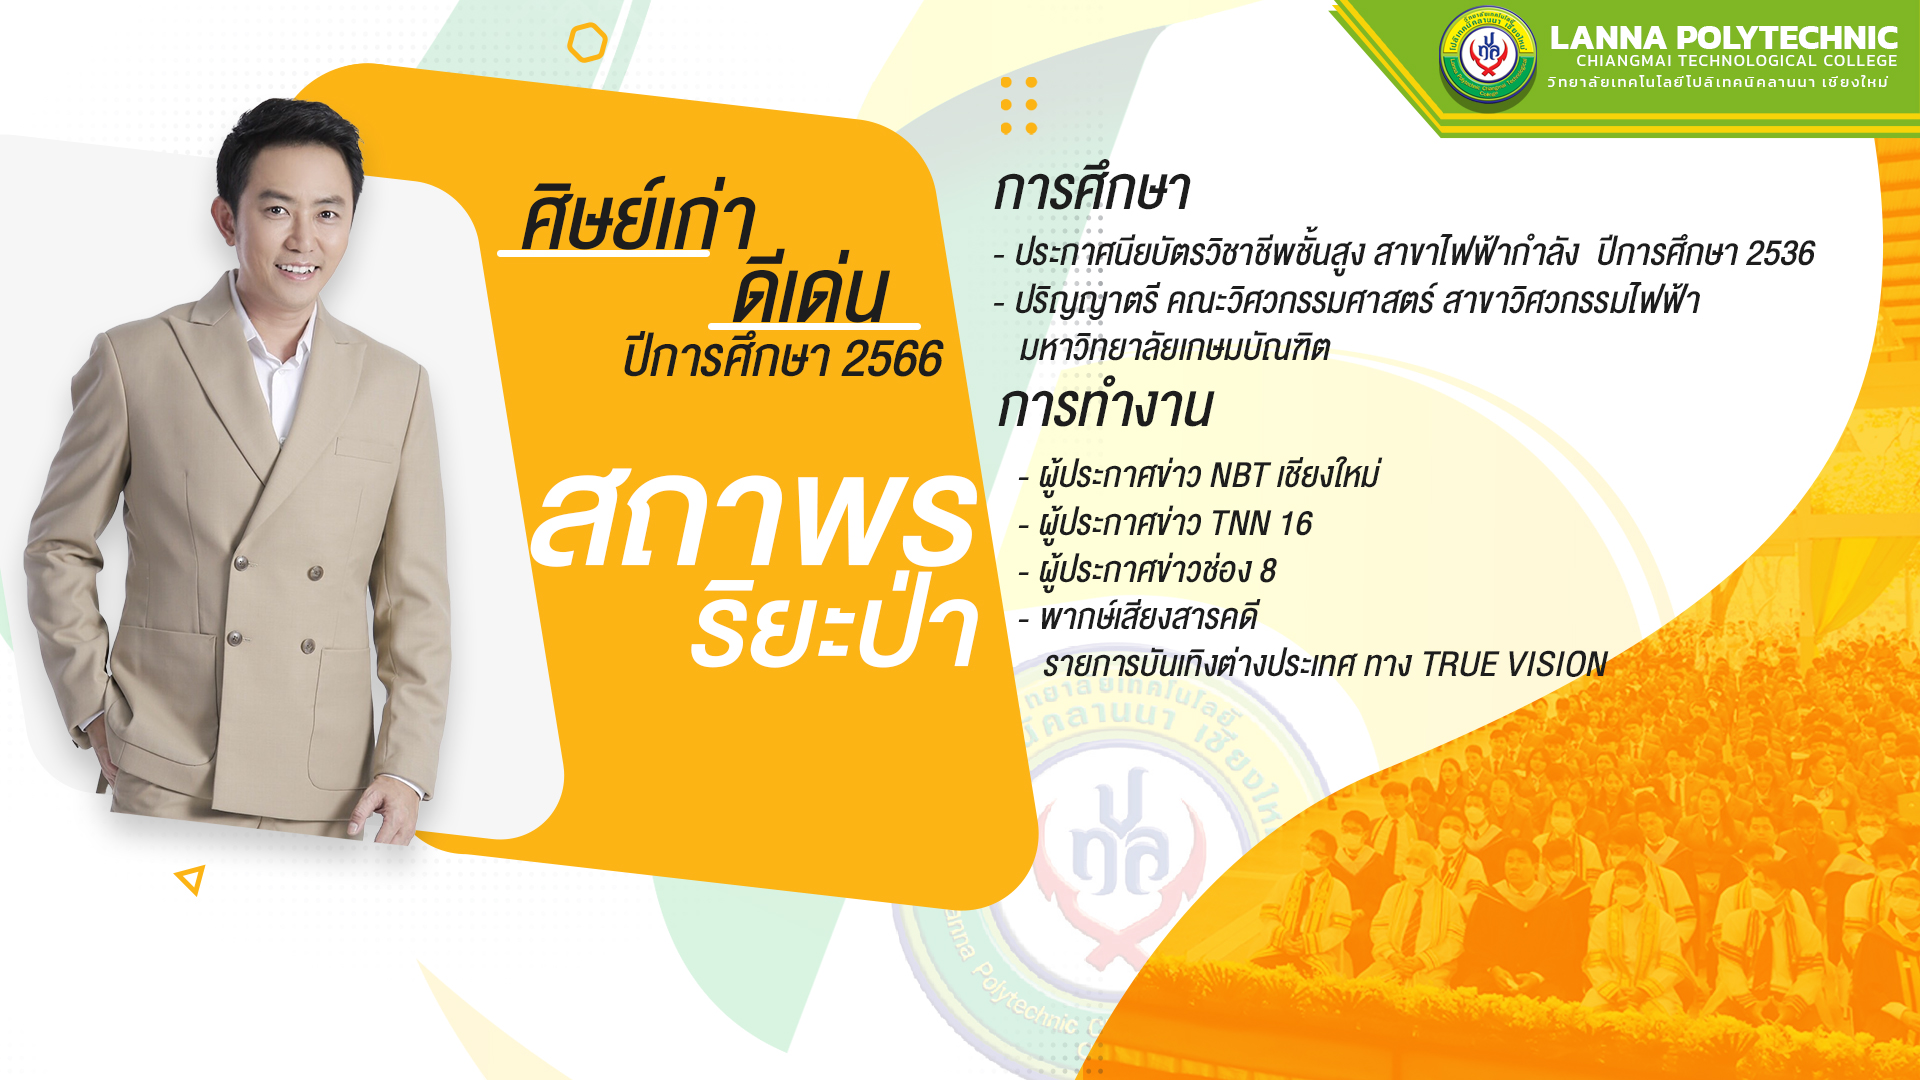 LANNA POLYTECHNIC
CHIANGMAI TECHNOLOGICAL COLLEGE
วิทยาลัยเทคโนโลยีโปลิเทคนิคลานนา เชียงใหม่
ศิษย์เก่า
ดีเด่น
ปีการศึกษา 2566
สถาพร
ริยะป่า
การศึกษา
- ประกาศนียบัตรวิชาชีพชั้นสูง สาขาไฟฟ้ากำลัง ปีการศึกษา 2536
- ปริญญาตรี คณะวิศวกรรมศาสตร์ สาขาวิศวกรรมไฟฟ้า
มหาวิทยาลัยเกษมบัณฑิต
การทำงาน
- ผู้ประกาศข่าว NBT เชียงใหม่
- ผู้ประกาศข่าว TNN 16
- ผู้ประกาศข่าวช่อง 8
- พากษ์เสียงสารคดี
รายการบันเทิงต่างประเทศ ทาง TRUE VISION